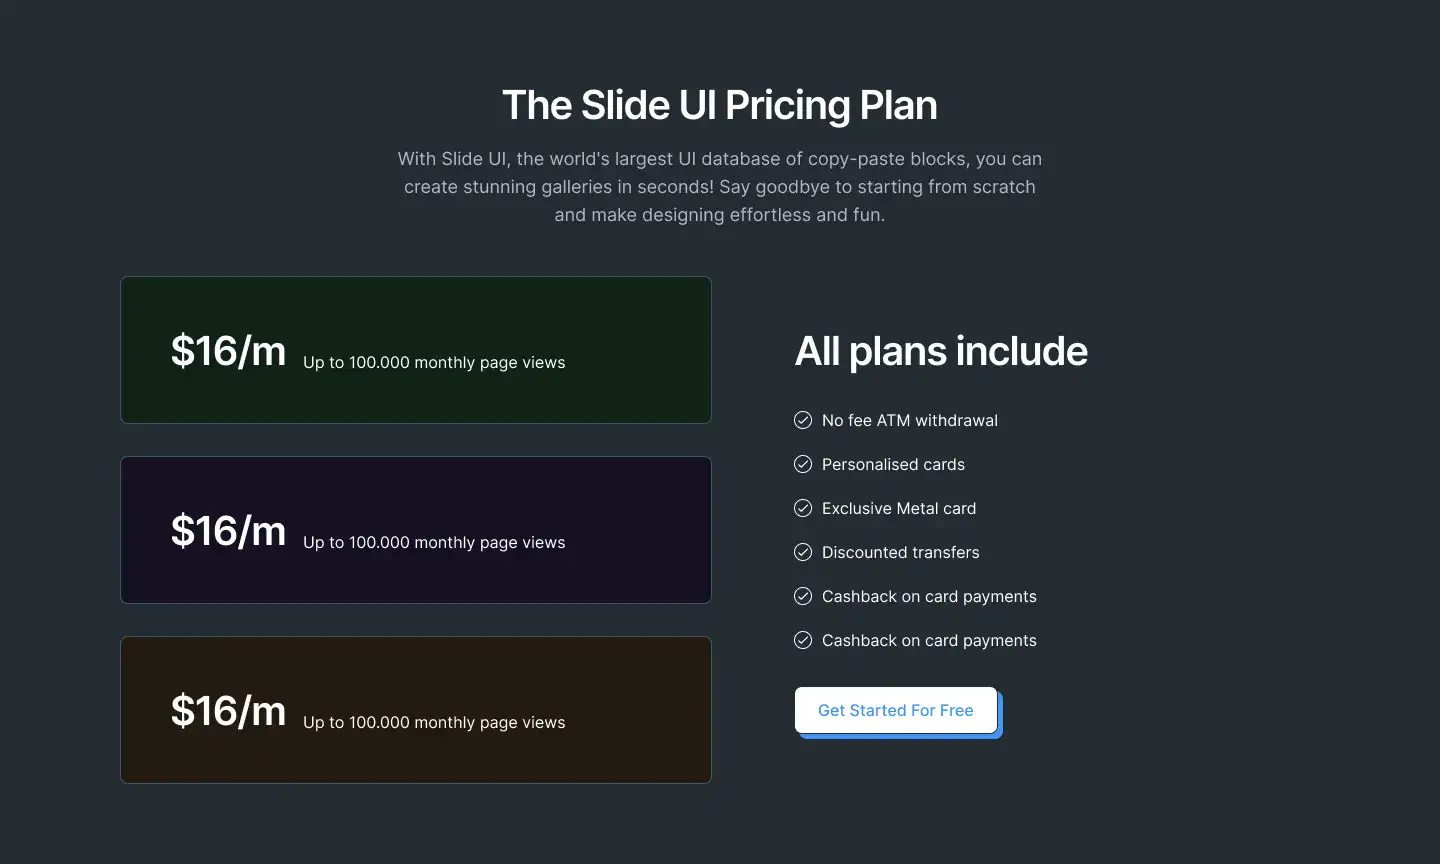 The Slide UI Pricing Plan
With Slide UI, the world's largest UI database of copy-paste blocks, you can
create stunning galleries in seconds! Say goodbye to starting from scratch
and make designing effortless and fun.
$16/m Up to 100.000 monthly page views
$16/m Up to 100.000 monthly page views
$16/m Up to 100.000 monthly page views
All plans include
No fee ATM withdrawal
Personalised cards
Exclusive Metal card
Discounted transfers
Cashback on card payments
Cashback on card payments
Get Started For Free